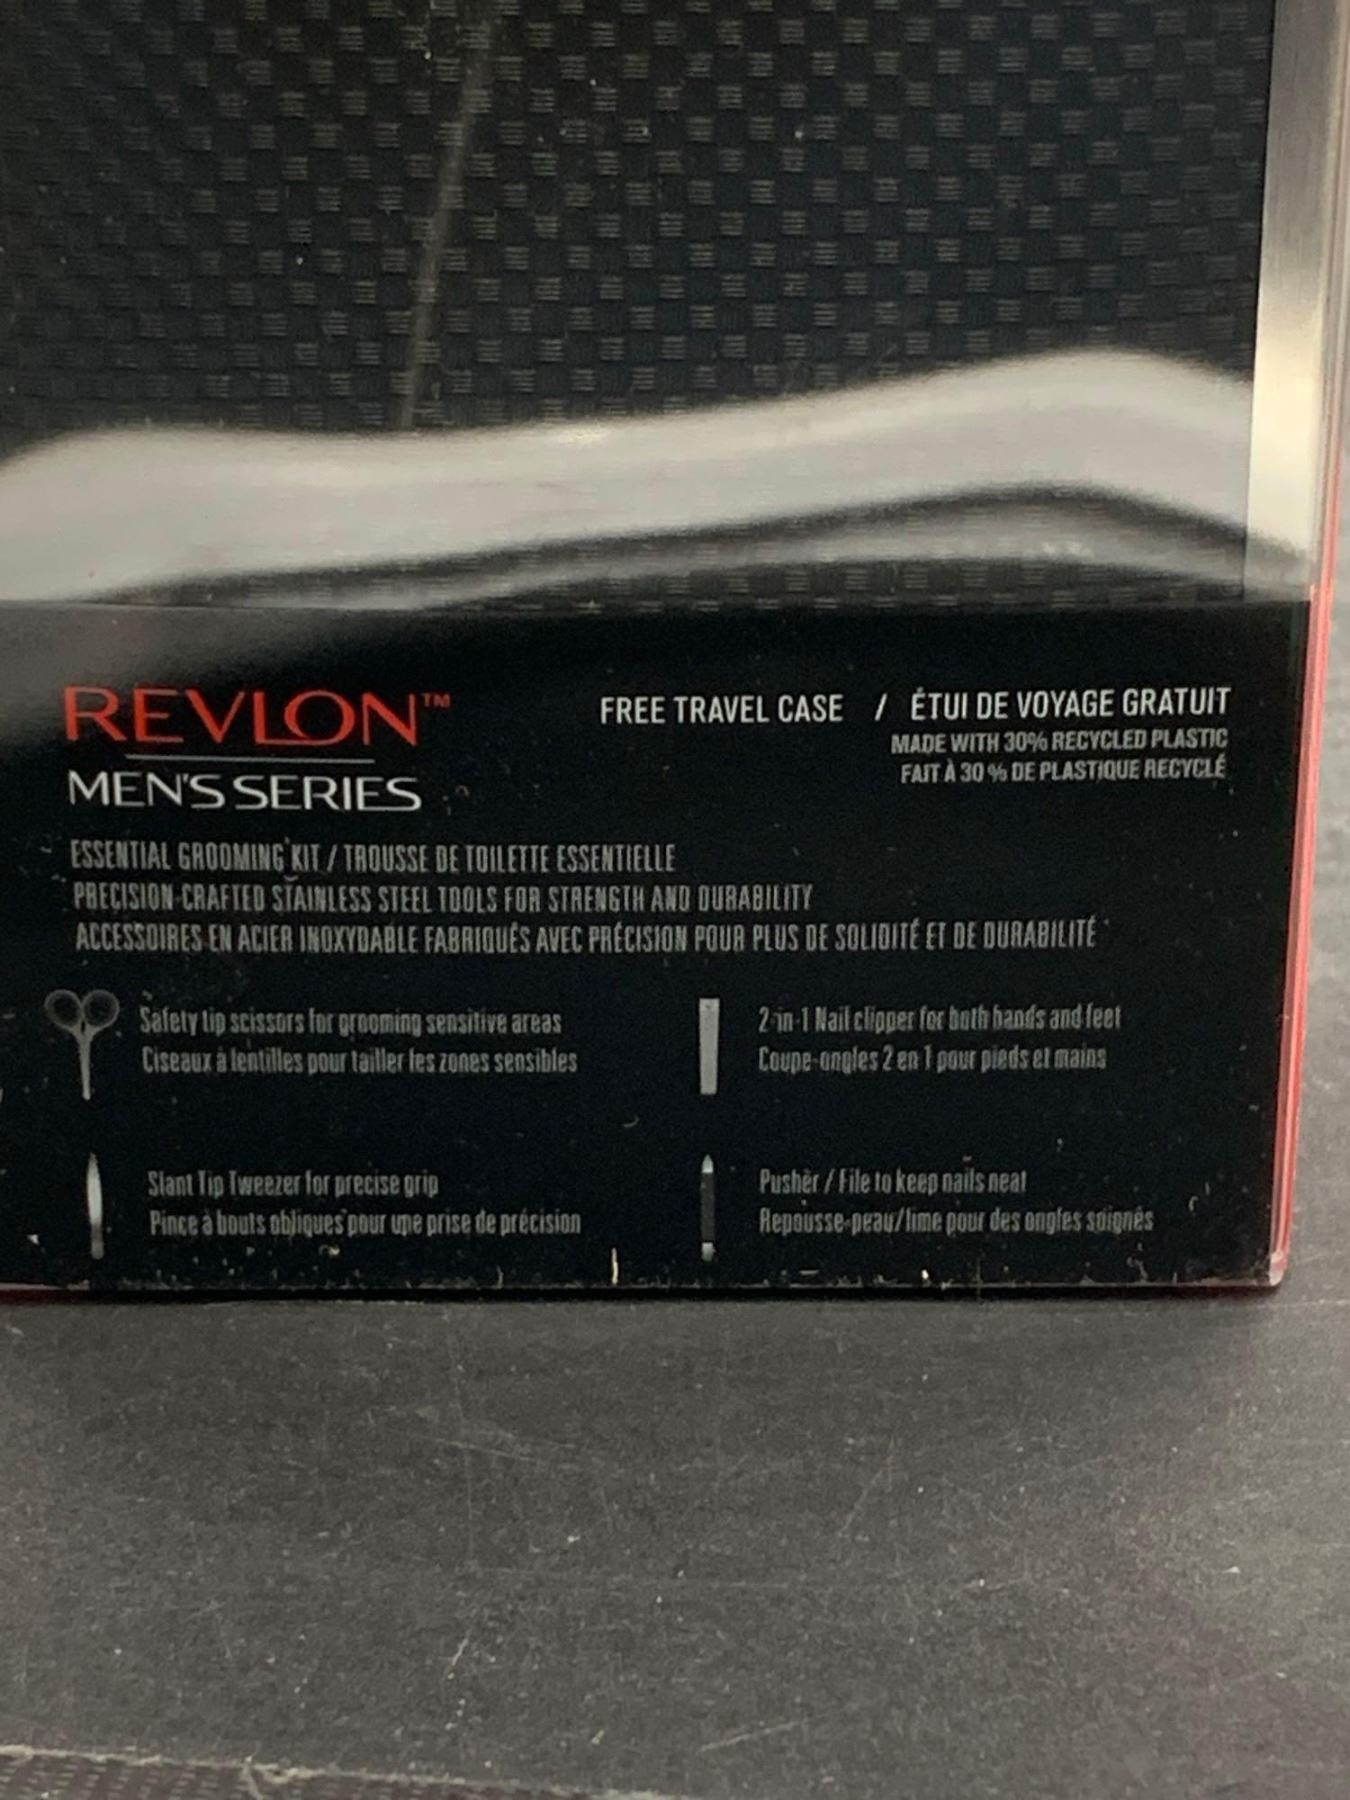 REVLON™
MEN'S SERIES
FREE TRAVEL CASE / ÉTUI DE VOYAGE GRATUIT
MADE WITH 30% RECYCLED PLASTIC
FAIT À 30 % DE PLASTIQUE RECYCLÉ
ESSENTIAL GROOMING KIT / TROUSSE DE TOILETTE ESSENTIELLE
PRECISION-CRAFTED STAINLESS STEEL TOOLS FOR STRENGTH AND DURABILITY
ACCESSOIRES EN ACIER INOXYDABLE FABRIQUÉS AVEC PRÉCISION POUR PLUS DE SOLIDITÉ ET DE DURABILITÉ
Safety tip scissors for grooming sensitive areas
Ciseaux à lentilles pour tailler les zones sensibles
2-in-1 Nail clipper for both hands and feet
Coupe-ongles 2 en 1 pour pieds et mains
Slant Tip Tweezer for precise grip
Pince à bouts obliques pour une prise de précision
Pusher / File to keep nails neat
Repousse-peau/lime pour des ongles soignés